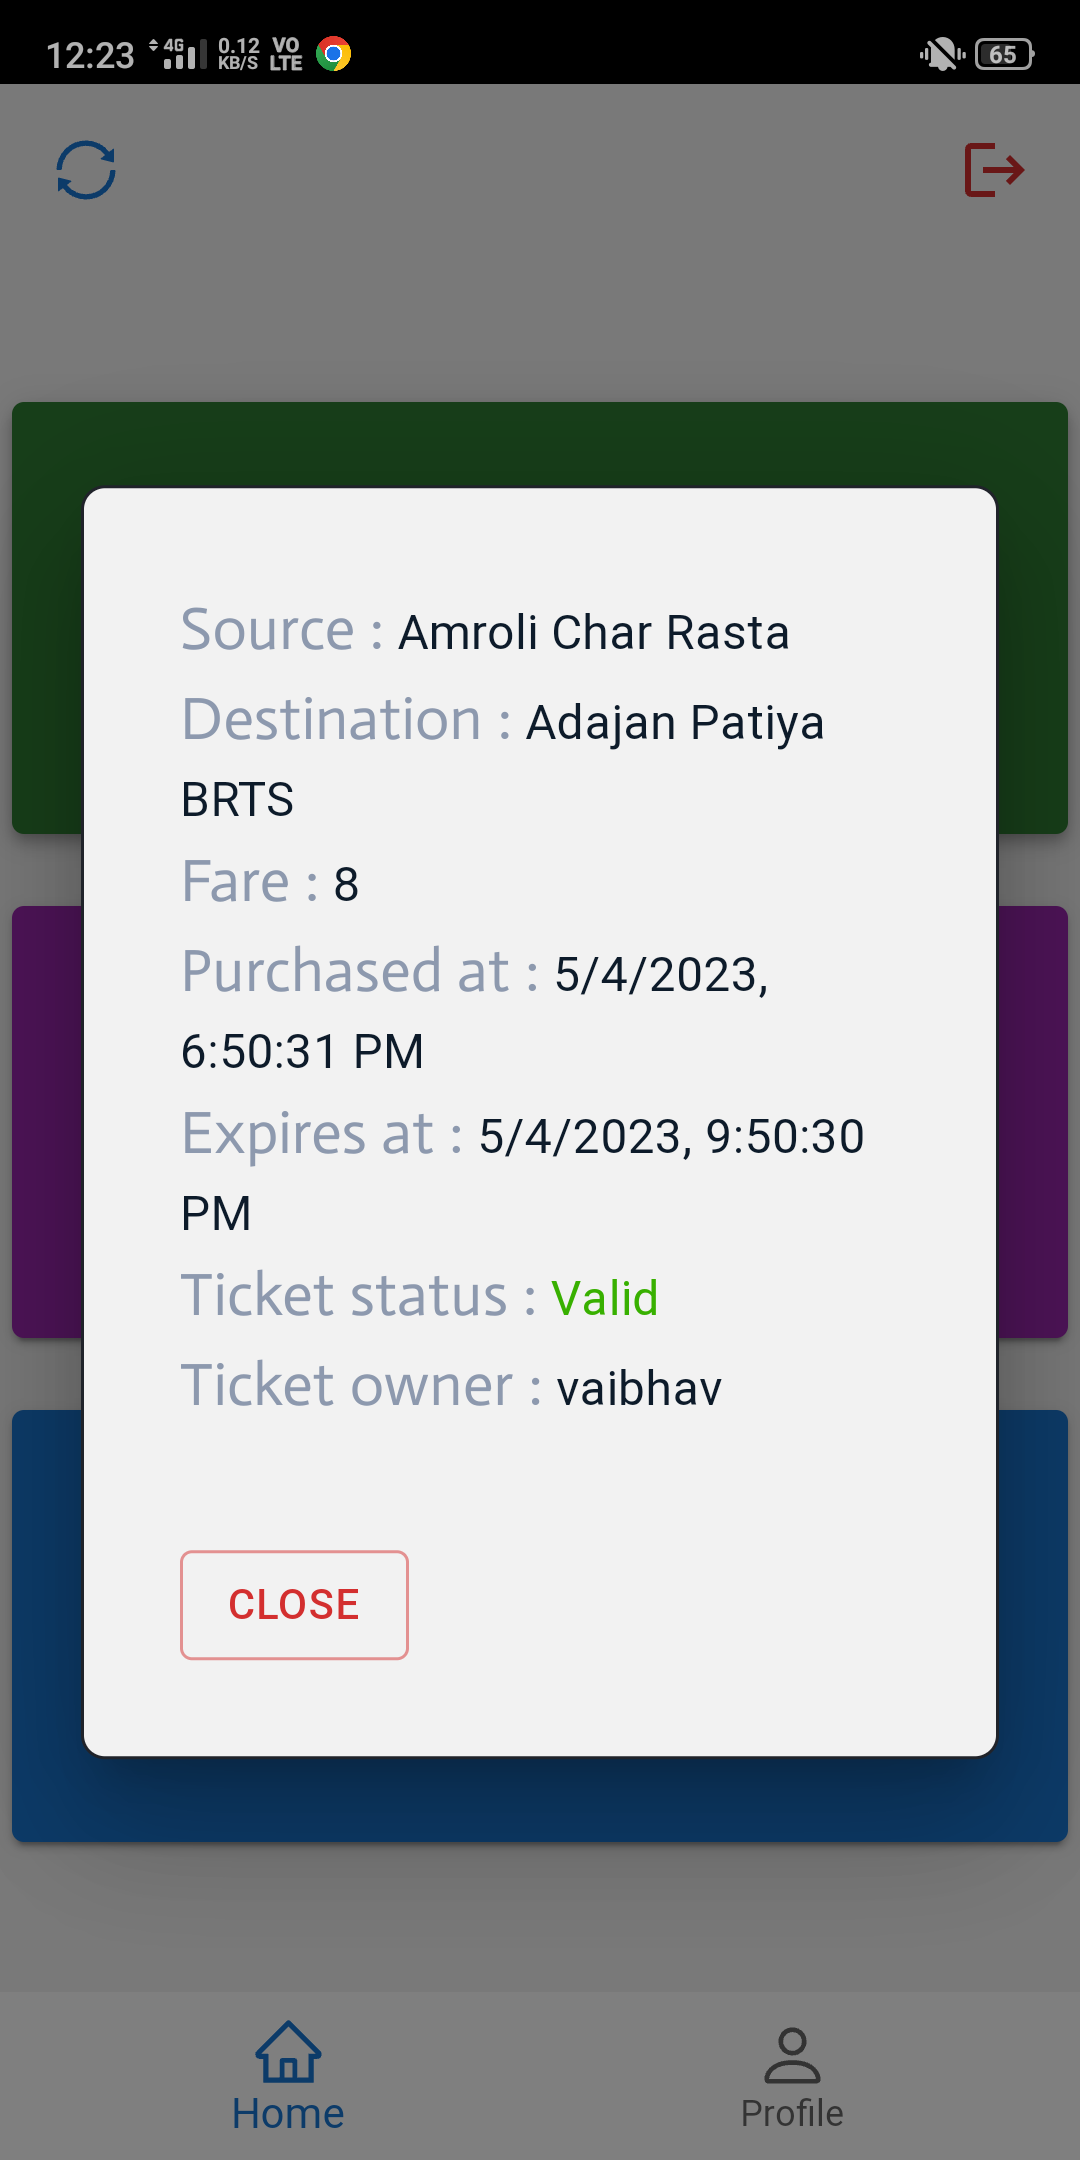 12:23 4G 0.12 KB/S VO LTE 65
Source : Amroli Char Rasta
Destination : Adajan Patiya
BRTS
Fare : 8
Purchased at : 5/4/2023,
6:50:31 PM
Expires at : 5/4/2023, 9:50:30
PM
Ticket status : Valid
Ticket owner : vaibhav
CLOSE
Home Profile